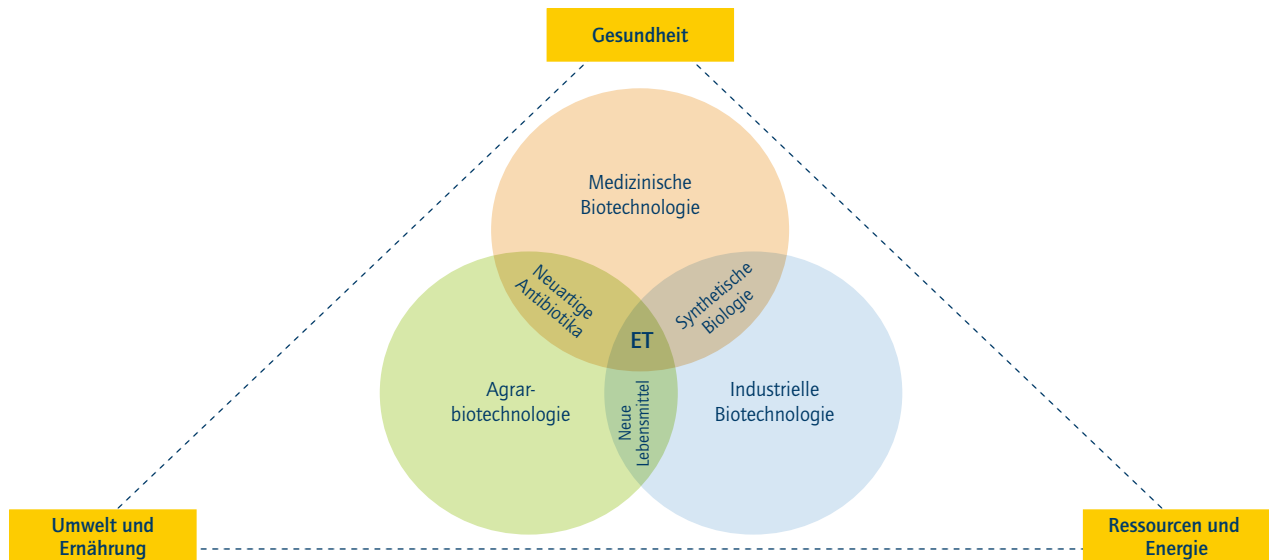 Gesundheit
Medizinische
Biotechnologie
Neuartige
Antibiotika
Synthetische
Biologie
ET
Agrar-
biotechnologie
Neue
Lebensmittel
Industrielle
Biotechnologie
Umwelt und
Ernährung
Ressourcen und
Energie